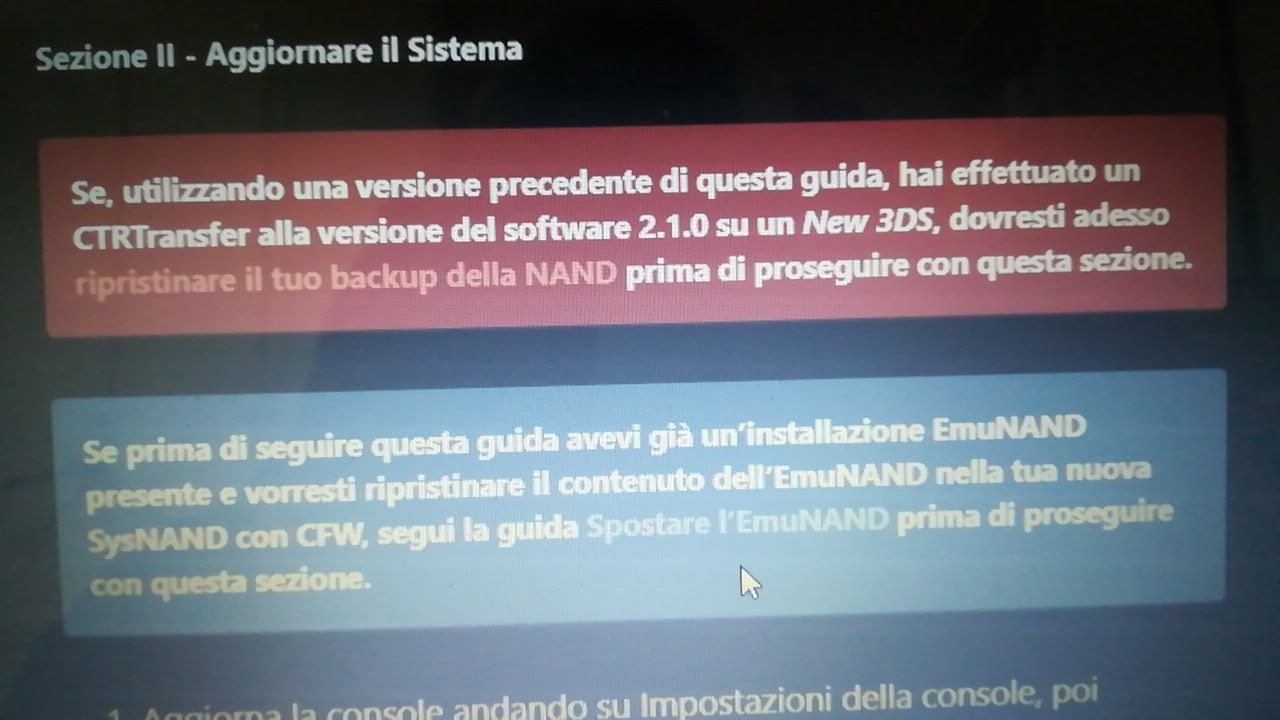 Sezione II - Aggiornare il Sistema
Se, utilizzando una versione precedente di questa guida, hai effettuato un
CTRTransfer alla versione del software 2.1.0 su un New 3DS, dovresti adesso
ripristinare il tuo backup della NAND prima di proseguire con questa sezione.
Se prima di seguire questa guida avevi già un'installazione EmuNAND
presente e vorresti ripristinare il contenuto dell'EmuNAND nella tua nuova
SysNAND con CFW, segui la guida Spostare l'EmuNAND prima di proseguire
con questa sezione.
1. Aggiorna la console andando su Impostazioni della console, poi